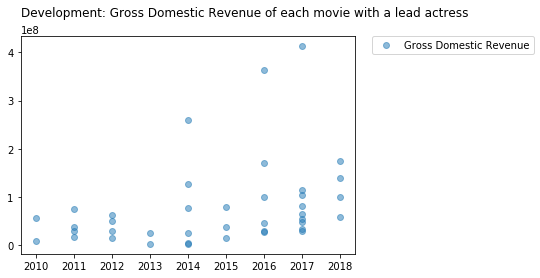 Development: Gross Domestic Revenue of each movie with a lead actress
1e8
Gross Domestic Revenue
4
3
2
1
0
2010 2011 2012 2013 2014 2015 2016 2017 2018